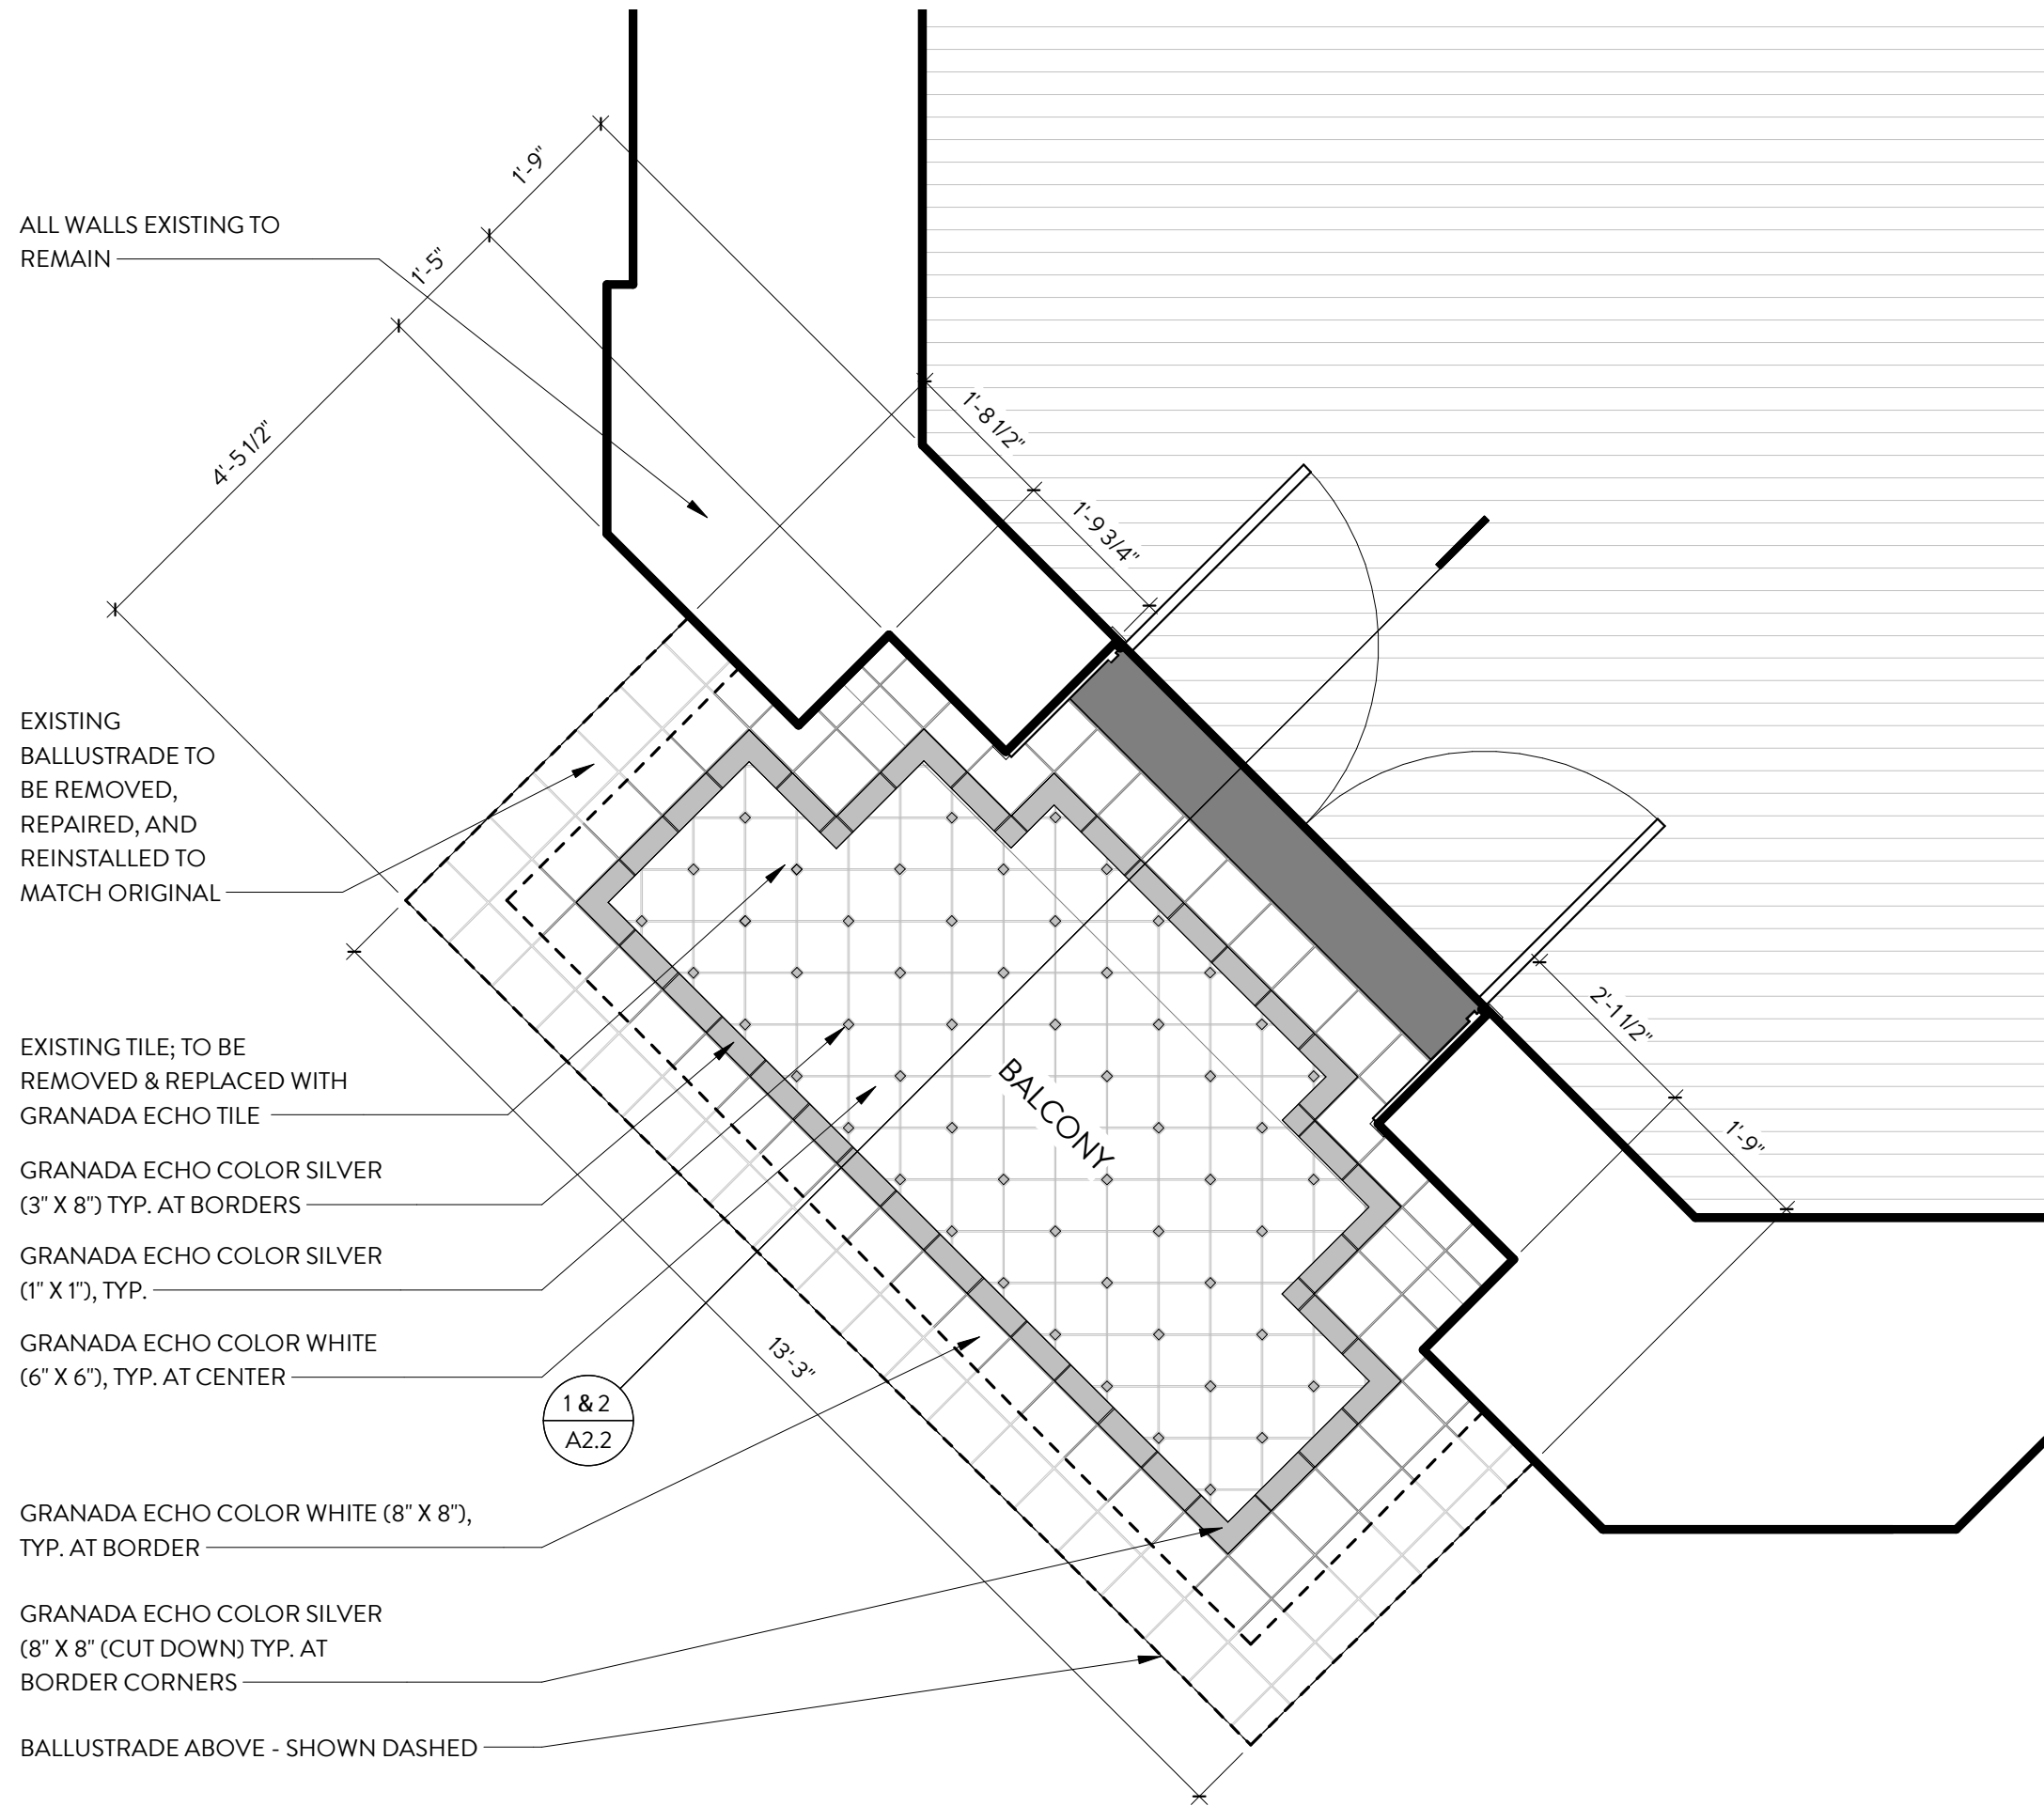 1'-9"
1'-5"
4'-5 1/2"
ALL WALLS EXISTING TO
REMAIN
1'-8 1/2"
1'-9 3/4"
EXISTING
BALLUSTRADE TO
BE REMOVED,
REPAIRED, AND
REINSTALLED TO
MATCH ORIGINAL
EXISTING TILE; TO BE
REMOVED & REPLACED WITH
GRANADA ECHO TILE
GRANADA ECHO COLOR SILVER
(3" X 8") TYP. AT BORDERS
GRANADA ECHO COLOR SILVER
(1" X 1"), TYP.
GRANADA ECHO COLOR WHITE
(6" X 6"), TYP. AT CENTER
BALCONY
2'-1 1/2"
1'-9"
13'-3"
1 & 2
A2.2
GRANADA ECHO COLOR WHITE (8" X 8"),
TYP. AT BORDER
GRANADA ECHO COLOR SILVER
(8" X 8" (CUT DOWN) TYP. AT
BORDER CORNERS
BALLUSTRADE ABOVE - SHOWN DASHED